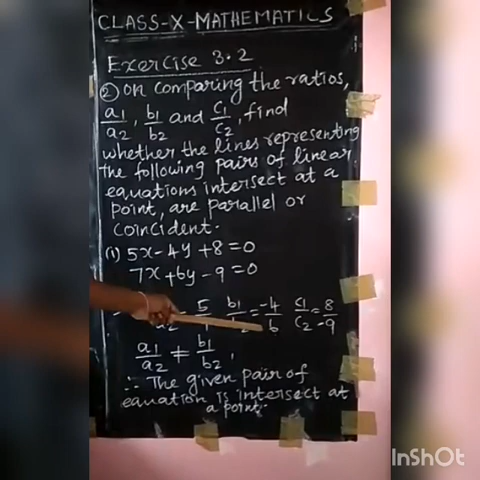 CLASS-X-MATHEMATICS
Exercise 3.2
② On comparing the ratios,
a1/a2, b1/b2 and c1/c2, find
whether the lines representing
the following pairs of linear
equations intersect at a
point, are parallel or
coincident.
(i) 5x-4y+8=0
7x+6y-9=0
5 b1 = -4/6 c1/c2 = 8/-9
a1/a2 ≠ b1/b2,
∴ The given pair of
equation is intersect at
a point.
InShOt